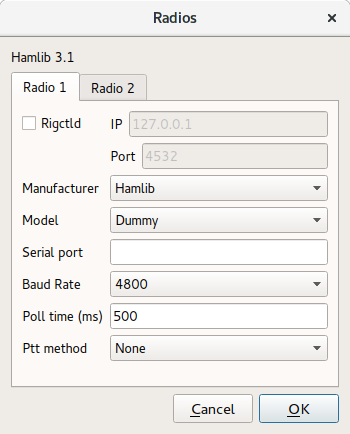 Radios
Hamlib 3.1
Radio 1 Radio 2
Rigctld IP 127.0.0.1
Port 4532
Manufacturer Hamlib
Model Dummy
Serial port
Baud Rate 4800
Poll time (ms) 500
Ptt method None
Cancel OK